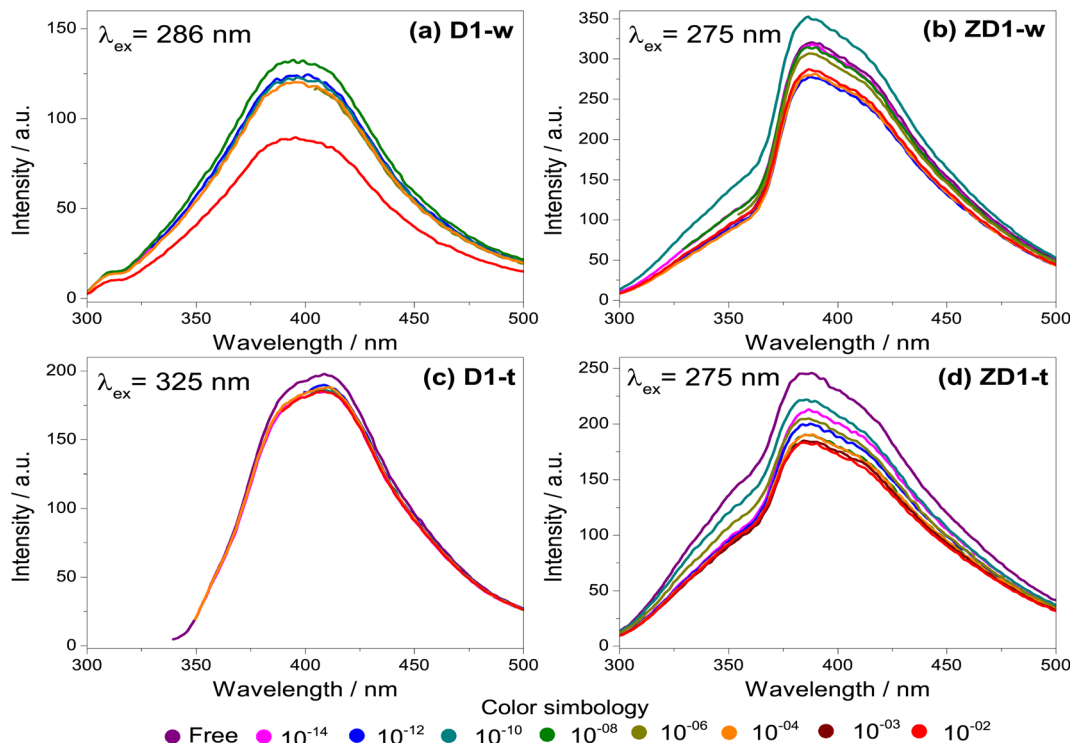 λex= 286 nm (a) D1-w
150
100
50
0
300 350 400 450 500
Intensity / a.u.
Wavelength / nm
λex= 275 nm (b) ZD1-w
350
300
250
200
150
100
50
0
300 350 400 450 500
Intensity / a.u.
Wavelength / nm
λex= 325 nm (c) D1-t
200
150
100
50
0
300 350 400 450 500
Intensity / a.u.
Wavelength / nm
λex= 275 nm (d) ZD1-t
250
200
150
100
50
0
300 350 400 450 500
Intensity / a.u.
Wavelength / nm
Color simbology
Free 10-14 10-12 10-10 10-08 10-06 10-04 10-03 10-02